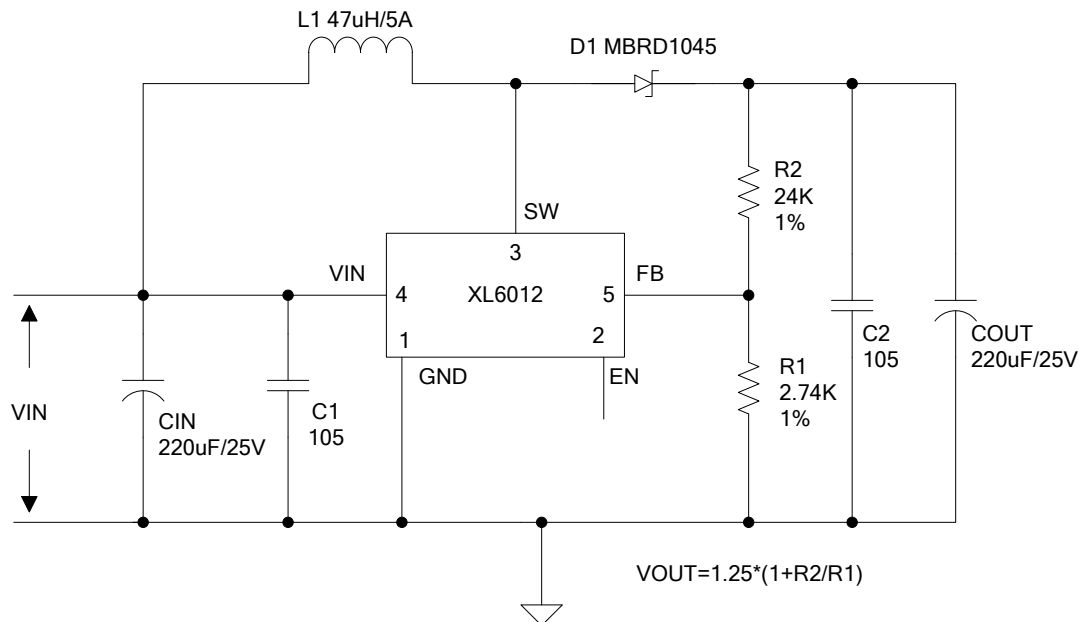 L1 47uH/5A
D1 MBRD1045
R2
24K
1%
SW
3
VIN
FB
4
XL6012
5
1
2
GND
EN
C2
105
COUT
220uF/25V
R1
2.74K
1%
VIN
CIN
220uF/25V
C1
105
VOUT=1.25*(1+R2/R1)